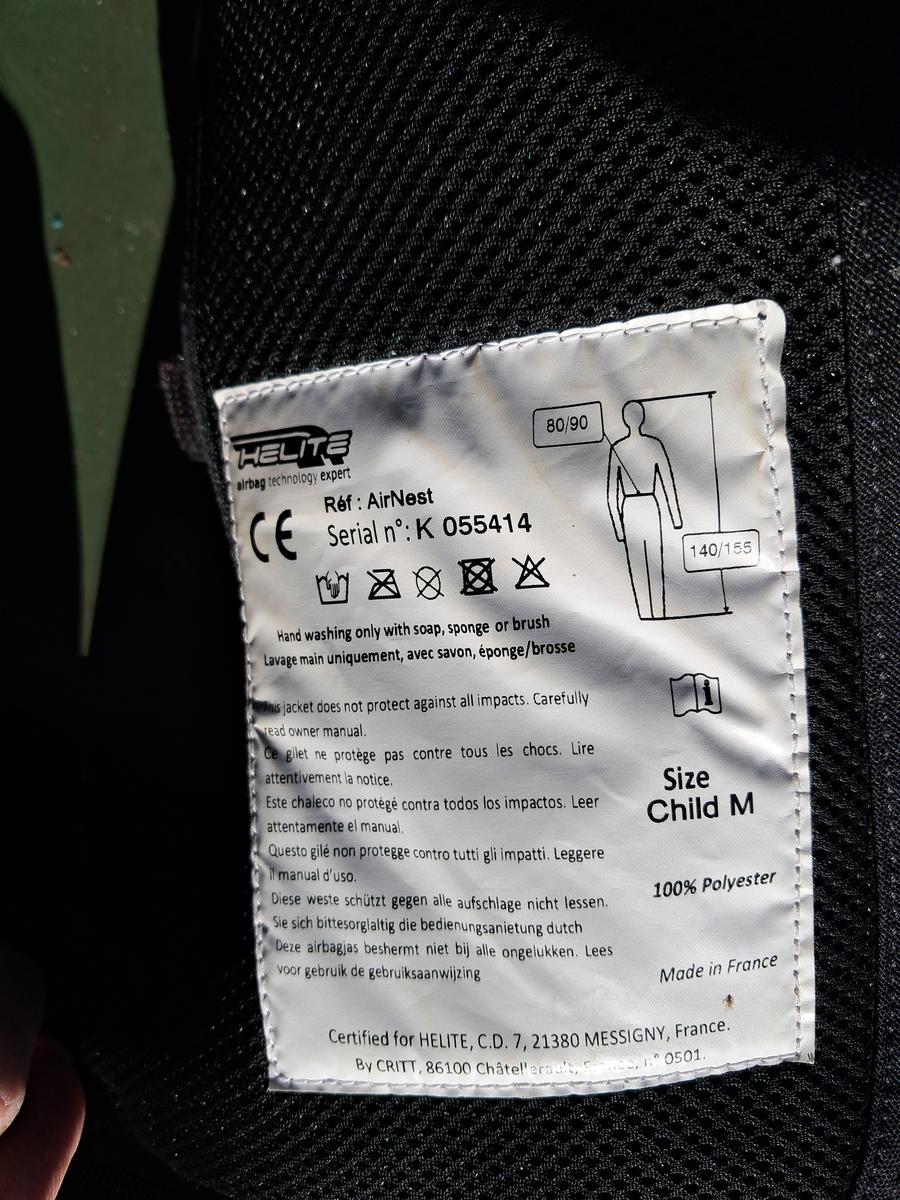 HELITE
airbag technology expert
80/90
CE
Réf : AirNest
Serial n°: K 055414
140/155
Hand washing only with soap, sponge or brush
Lavage main uniquement, avec savon, éponge/brosse
This jacket does not protect against all impacts. Carefully
read owner manual.
Ce gilet ne protège pas contre tous les chocs. Lire
attentivement la notice.
Este chaleco no protégé contra todos los impactos. Leer
attentamente el manual.
Questo gilé non protegge contro tutti gli impatti. Leggere
Il manual d'uso.
Diese weste schützt gegen alle aufschlage nicht lessen.
Sie sich bittesorglaltig die bedienungsanietung dutch
Deze airbagjas beshermt niet bij alle ongelukken. Lees
voor gebruik de gebruiksaanwijzing
i
Size
Child M
100% Polyester
Made in France
Certified for HELITE, C.D. 7, 21380 MESSIGNY, France.
By CRITT, 86100 Châtellerault, n° 0501.